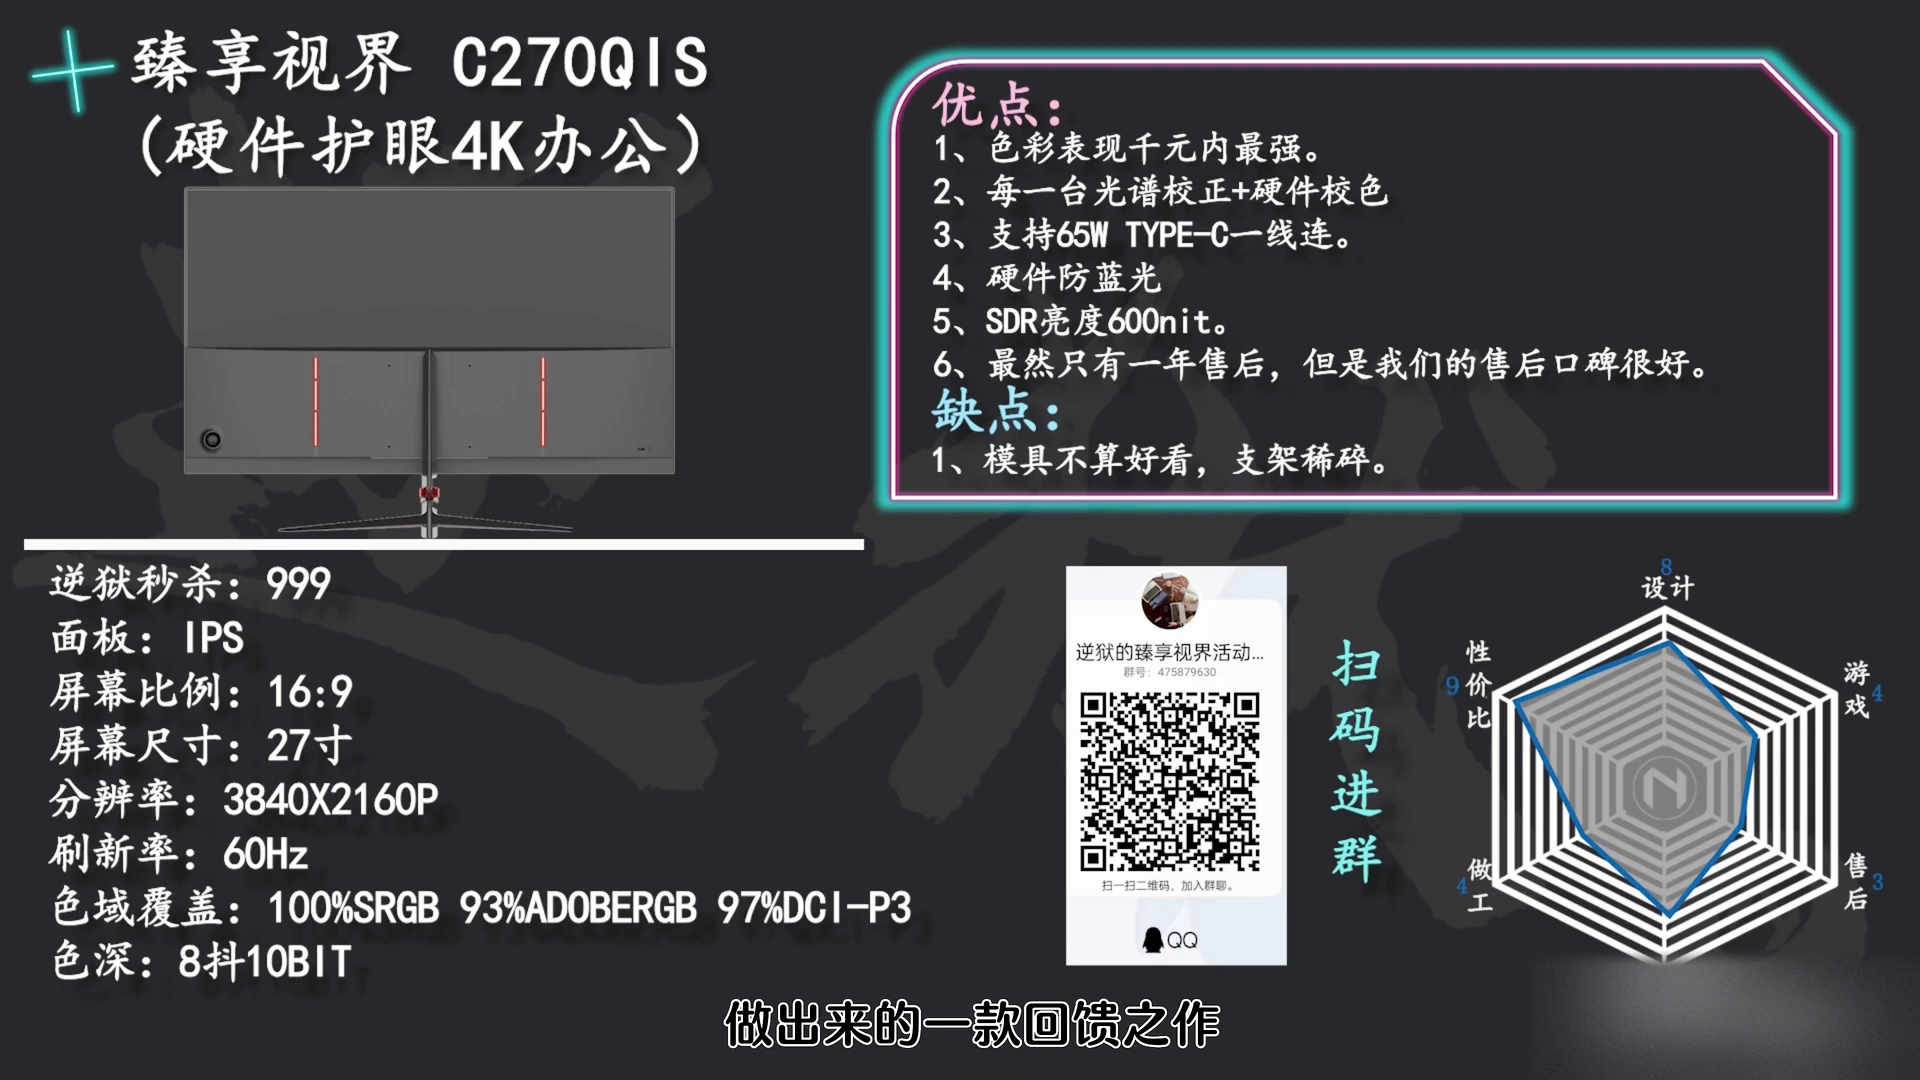 臻享视界 C270QIS
（硬件护眼4K办公）
优点：
1、色彩表现千元内最强。
2、每一台光谱校正+硬件校色
3、支持65W TYPE-C一线连。
4、硬件防蓝光
5、SDR亮度600nit。
6、最然只有一年售后，但是我们的售后口碑很好。
缺点：
1、模具不算好看，支架稀碎。
逆狱秒杀：999
面板：IPS
屏幕比例：16:9
屏幕尺寸：27寸
分辨率：3840X2160P
刷新率：60Hz
色域覆盖：100%SRGB 93%ADOBERGB 97%DCI-P3
色深：8抖10BIT
逆狱的臻享视界活动...
群号：475879630
扫一扫二维码，加入群聊。
QQ
扫码进群
8
设计
性价比
9
游戏
4
做工
4
售后
3
做出来的一款回馈之作